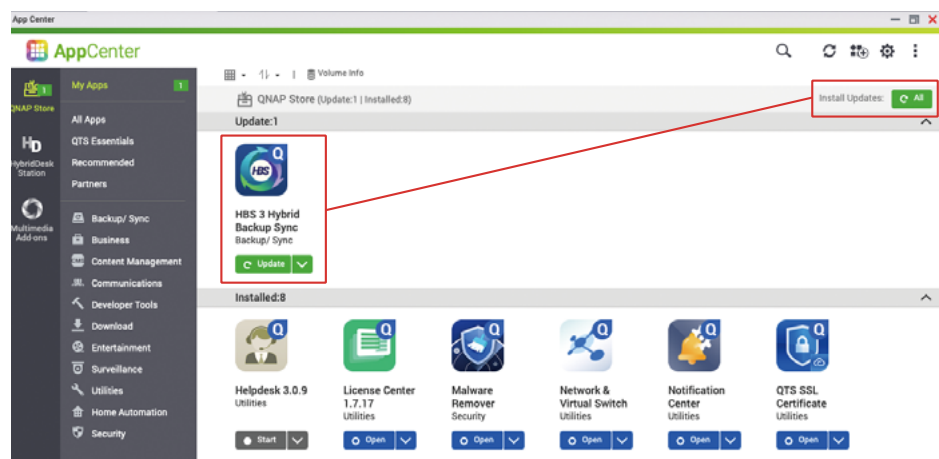 App Center
AppCenter
1
QNAP Store
HD
HybridDesk
Station
Multimedia
Add-ons
My Apps 1
All Apps
QTS Essentials
Recommended
Partners
Backup/ Sync
Business
Content Management
Communications
Developer Tools
Download
Entertainment
Surveillance
Utilities
Home Automation
Security
Volume Info
QNAP Store (Update:1 | Installed:8)
Install Updates: All
Update:1
Q
HBS
HBS 3 Hybrid
Backup Sync
Backup/ Sync
Update
Installed:8
Q
Helpdesk 3.0.9
Utilities
Start
Q
License Center
1.7.17
Utilities
Open
Q
Malware
Remover
Security
Open
Q
Network &
Virtual Switch
Utilities
Open
Q
Notification
Center
Utilities
Open
Q
QTS SSL
Certificate
Utilities
Open